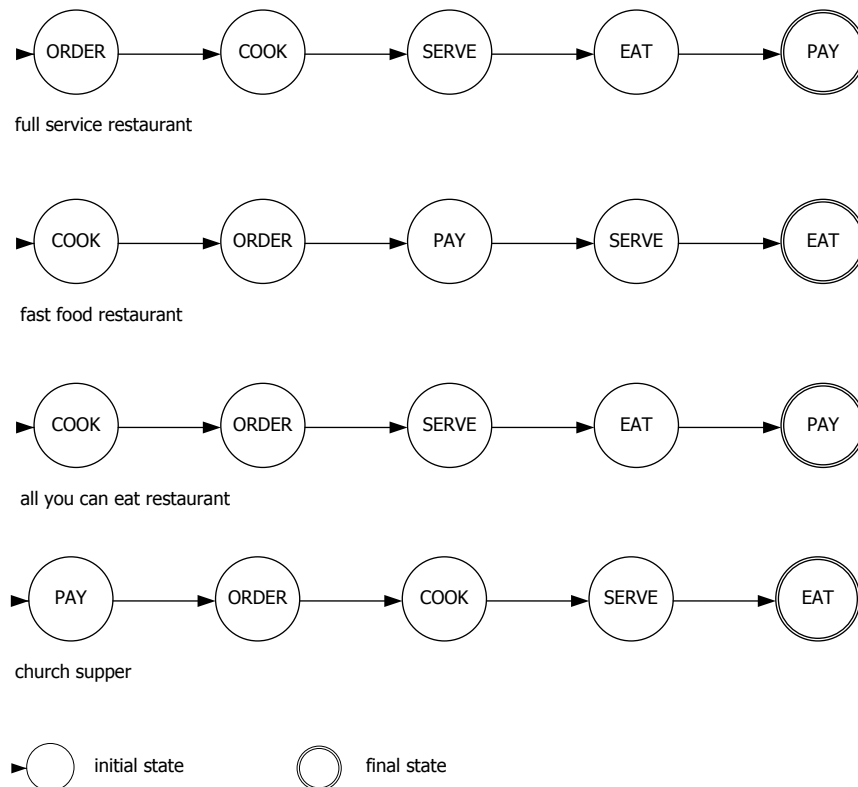 ORDER COOK SERVE EAT PAY
full service restaurant
COOK ORDER PAY SERVE EAT
fast food restaurant
COOK ORDER SERVE EAT PAY
all you can eat restaurant
PAY ORDER COOK SERVE EAT
church supper
initial state final state